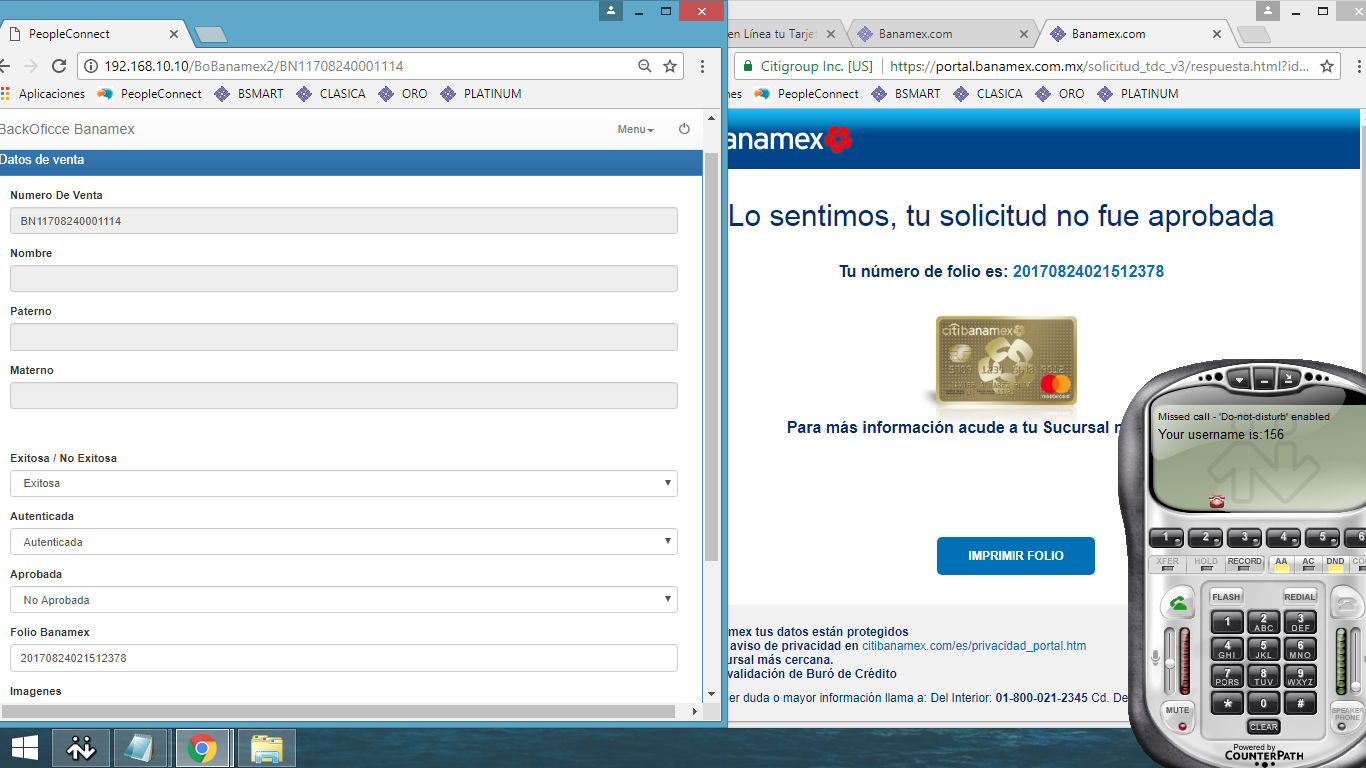 PeopleConnect
192.168.10.10/BoBanamex2/BN11708240001114
Aplicaciones PeopleConnect BSMART CLASICA ORO PLATINUM
BackOficce Banamex
Menu
Datos de venta
Numero De Venta
BN11708240001114
Nombre
Paterno
Materno
Exitosa / No Exitosa
Exitosa
Autenticada
Autenticada
Aprobada
No Aprobada
Folio Banamex
20170824021512378
Imagenes
en Línea tu Tarjet Banamex.com Banamex.com
Citigroup Inc. [US] https://portal.banamex.com.mx/solicitud_tdc_v3/respuesta.html?id...
nes PeopleConnect BSMART CLASICA ORO PLATINUM
anamex
Lo sentimos, tu solicitud no fue aprobada
Tu número de folio es: 20170824021512378
citibanamex
mastercard
Para más información acude a tu Sucursal
IMPRIMIR FOLIO
mex tus datos están protegidos
aviso de privacidad en citibanamex.com/es/privacidad_portal.htm
ursal más cercana.
validación de Buró de Crédito
er duda o mayor información llama a: Del Interior: 01-800-021-2345 Cd. De
Missed call - 'Do-not-disturb' enabled
Your username is:156
1 2 3 4 5 6
XFER HOLD RECORD AA AC DND CO
FLASH REDIAL
1 2 ABC 3 DEF
4 GHI 5 JKL 6 MNO
7 PQRS 8 TUV 9 WXYZ
* 0 #
MUTE
SPEAKER PHONE
CLEAR
Powered by
COUNTERPATH